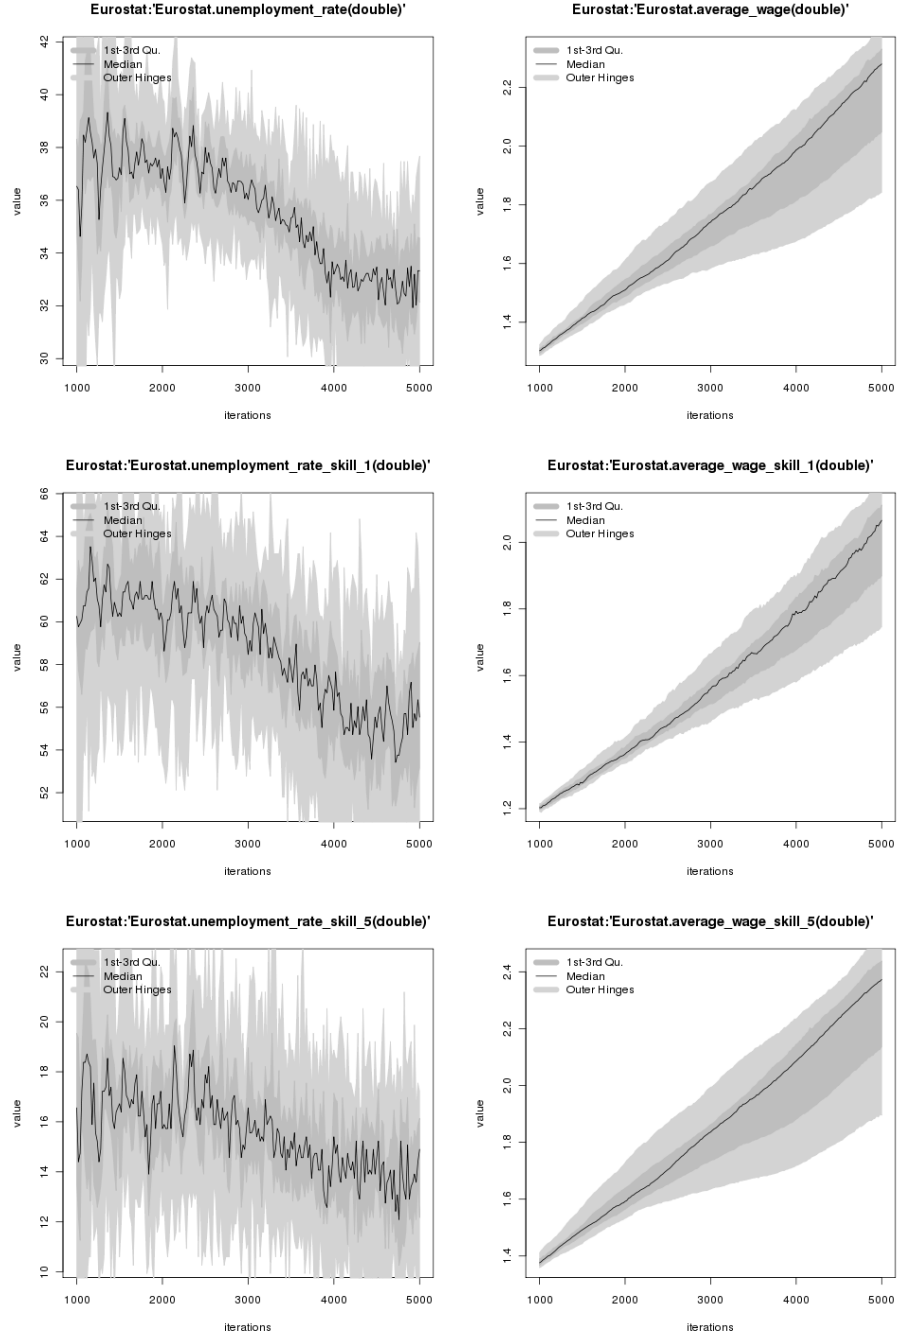 Eurostat:'Eurostat.unemployment_rate(double)'
1st-3rd Qu.
Median
Outer Hinges
value
30
32
34
36
38
40
42
1000
2000
3000
4000
5000
iterations
Eurostat:'Eurostat.average_wage(double)'
1st-3rd Qu.
Median
Outer Hinges
value
1.4
1.6
1.8
2.0
2.2
1000
2000
3000
4000
5000
iterations
Eurostat:'Eurostat.unemployment_rate_skill_1(double)'
1st-3rd Qu.
Median
Outer Hinges
value
52
54
56
58
60
62
64
66
1000
2000
3000
4000
5000
iterations
Eurostat:'Eurostat.average_wage_skill_1(double)'
1st-3rd Qu.
Median
Outer Hinges
value
1.2
1.4
1.6
1.8
2.0
1000
2000
3000
4000
5000
iterations
Eurostat:'Eurostat.unemployment_rate_skill_5(double)'
1st-3rd Qu.
Median
Outer Hinges
value
10
12
14
16
18
20
22
1000
2000
3000
4000
5000
iterations
Eurostat:'Eurostat.average_wage_skill_5(double)'
1st-3rd Qu.
Median
Outer Hinges
value
1.4
1.6
1.8
2.0
2.2
2.4
1000
2000
3000
4000
5000
iterations